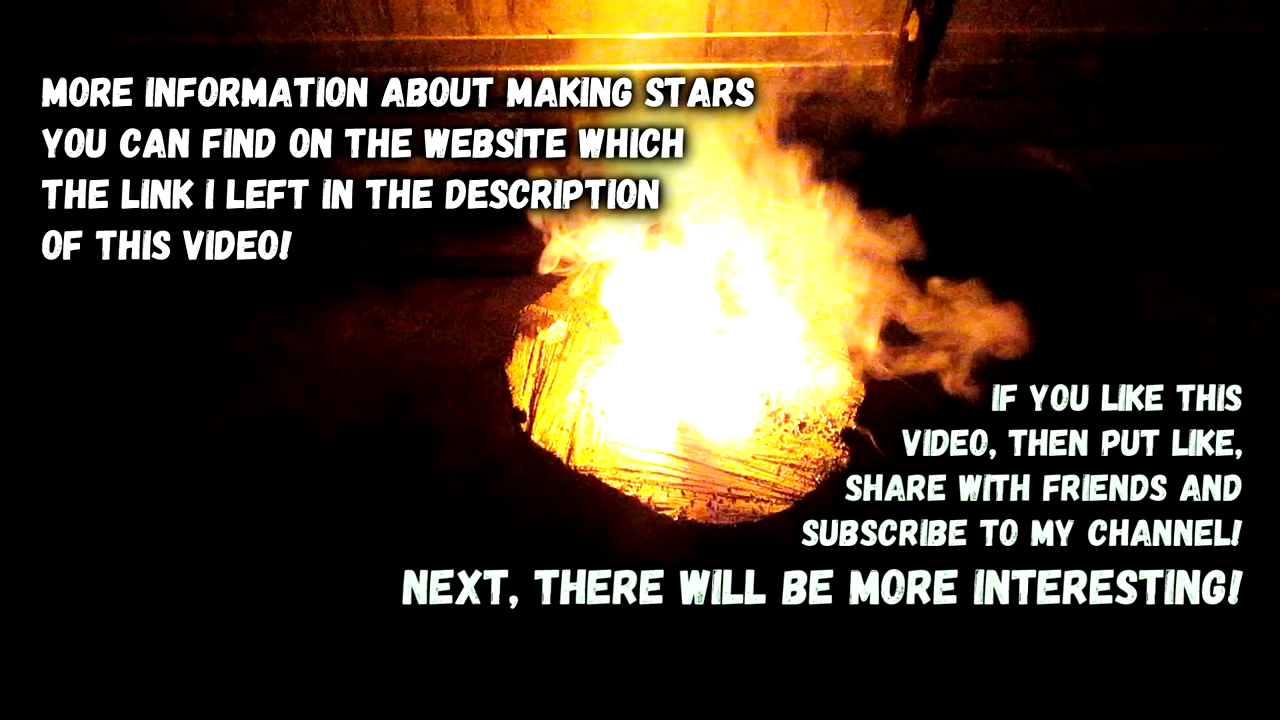 MORE INFORMATION ABOUT MAKING STARS
YOU CAN FIND ON THE WEBSITE WHICH
THE LINK I LEFT IN THE DESCRIPTION
OF THIS VIDEO!
IF YOU LIKE THIS
VIDEO, THEN PUT LIKE,
SHARE WITH FRIENDS AND
SUBSCRIBE TO MY CHANNEL!
NEXT, THERE WILL BE MORE INTERESTING!